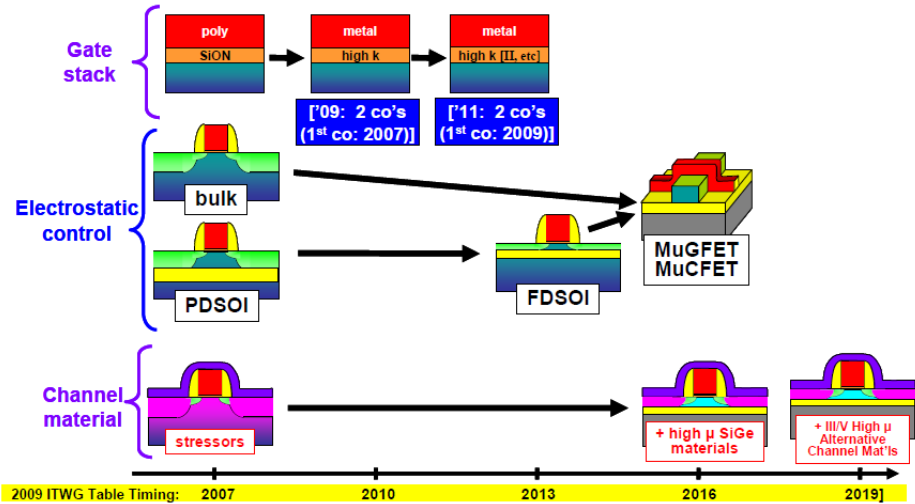 Gate
stack
poly
SiON
metal
high k
metal
high k [II, etc]
['09: 2 co's
(1st co: 2007)]
['11: 2 co's
(1st co: 2009)]
Electrostatic
control
bulk
PDSOI
FDSOI
MuGFET
MuCFET
Channel
material
stressors
+ high µ SiGe
materials
+ III/V High µ
Alternative
Channel Mat'ls
2009 ITWG Table Timing: 2007 2010 2013 2016 2019]